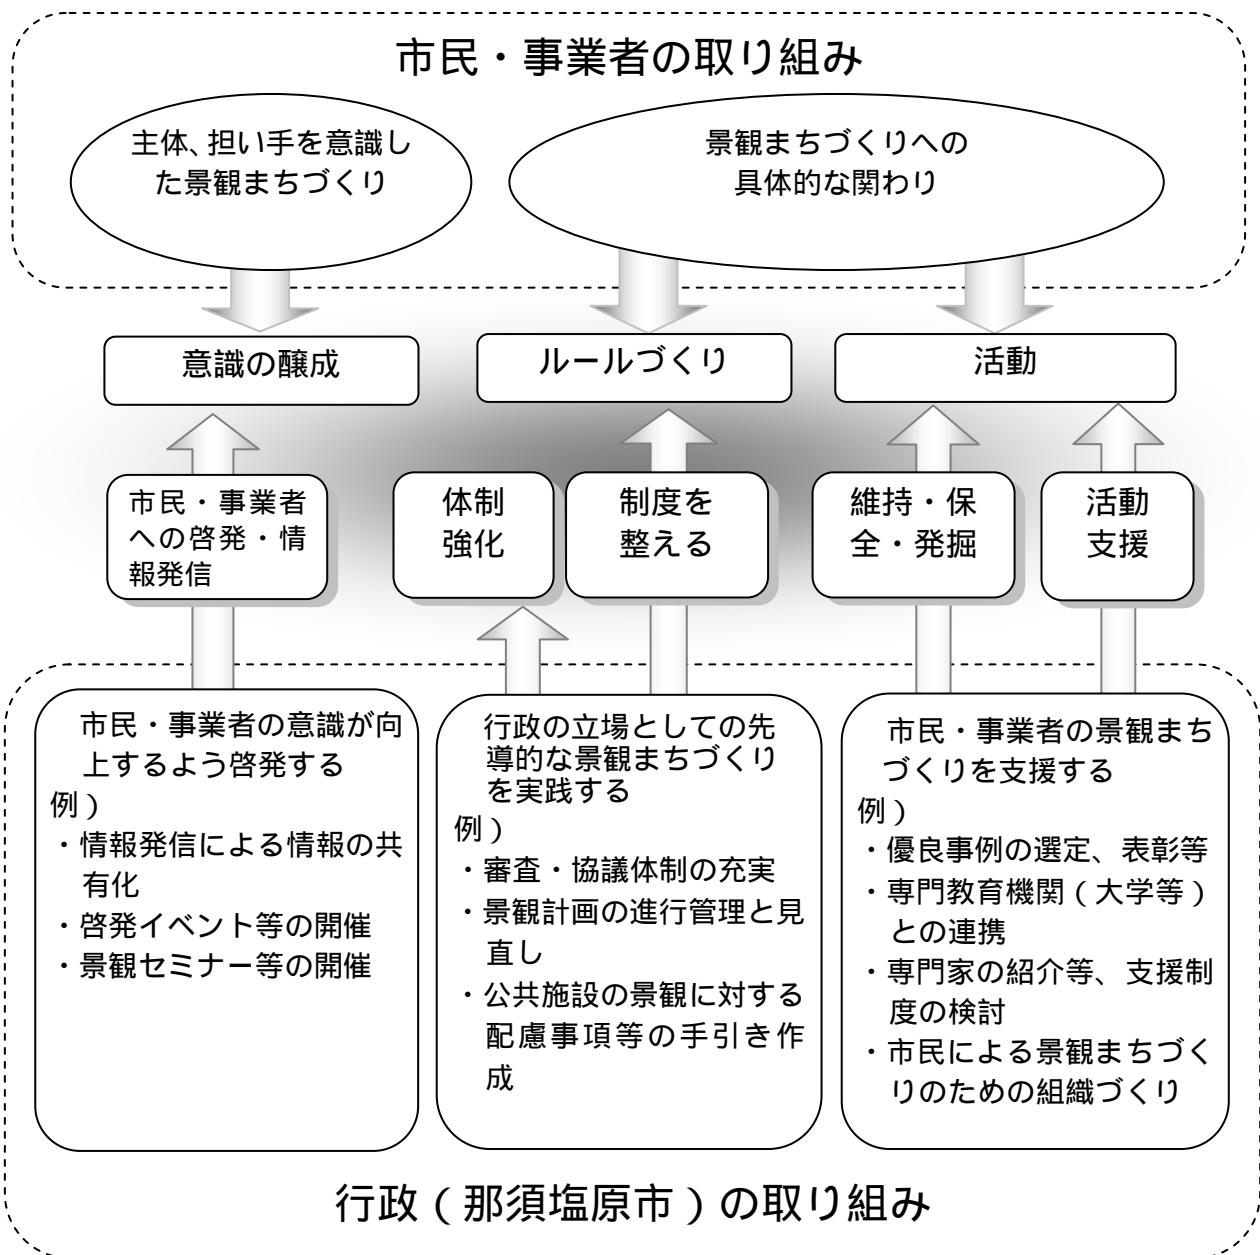 市民・事業者の取り組み
主体、担い手を意識し
た景観まちづくり
景観まちづくりへの
具体的な関わり
意識の醸成
ルールづくり
活動
市民・事業者
への啓発・情
報発信
体制
強化
制度を
整える
維持・保
全・発掘
活動
支援
市民・事業者の意識が向
上するよう啓発する
例）
・情報発信による情報の共
有化
・啓発イベント等の開催
・景観セミナー等の開催
行政の立場としての先
導的な景観まちづくり
を実践する
例）
・審査・協議体制の充実
・景観計画の進行管理と見
直し
・公共施設の景観に対する
配慮事項等の手引き作
成
市民・事業者の景観まち
づくりを支援する
例）
・優良事例の選定、表彰等
・専門教育機関（大学等）
との連携
・専門家の紹介等、支援制
度の検討
・市民による景観まちづく
りのための組織づくり
行政（那須塩原市）の取り組み